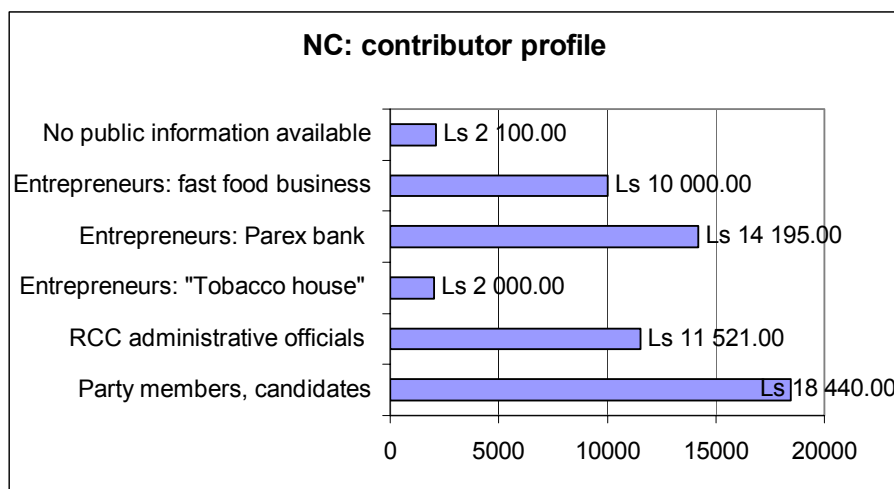 NC: contributor profile
No public information available Ls 2 100.00
Entrepreneurs: fast food business Ls 10 000.00
Entrepreneurs: Parex bank Ls 14 195.00
Entrepreneurs: "Tobacco house" Ls 2 000.00
RCC administrative officials Ls 11 521.00
Party members, candidates Ls 18 440.00
0 5000 10000 15000 20000